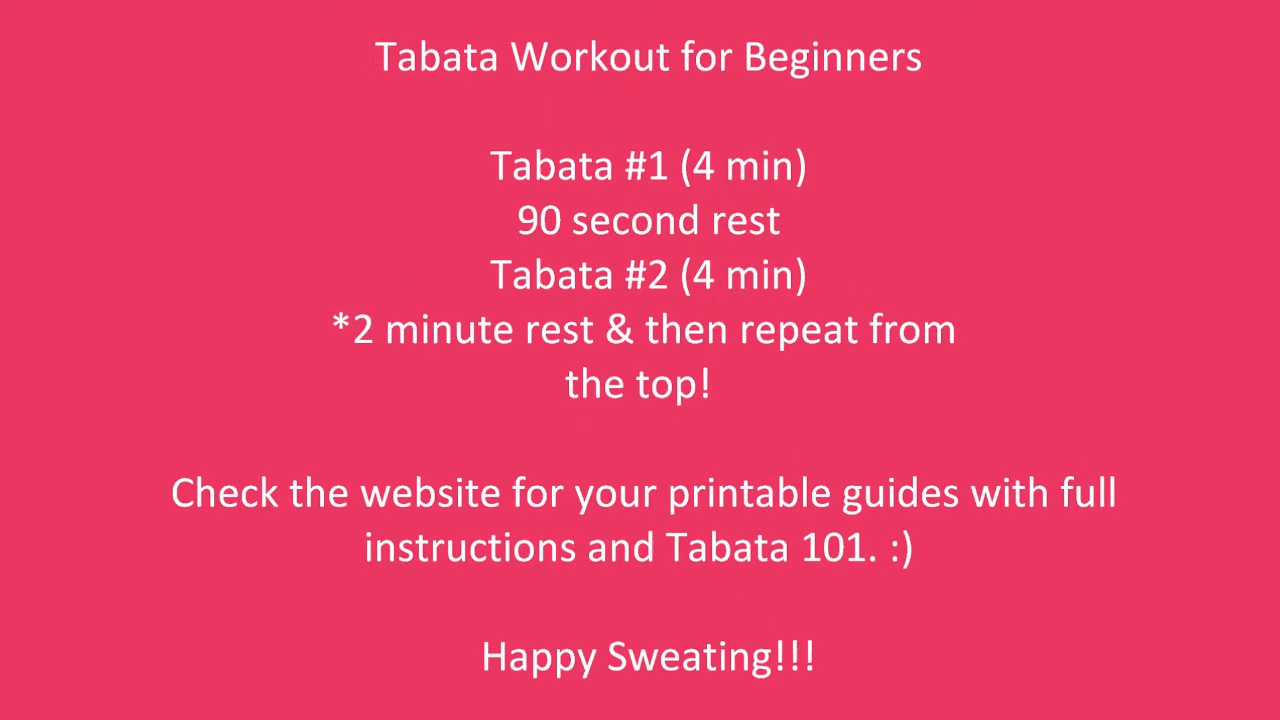 Tabata Workout for Beginners
Tabata #1 (4 min)
90 second rest
Tabata #2 (4 min)
*2 minute rest & then repeat from
the top!
Check the website for your printable guides with full
instructions and Tabata 101. :)
Happy Sweating!!!